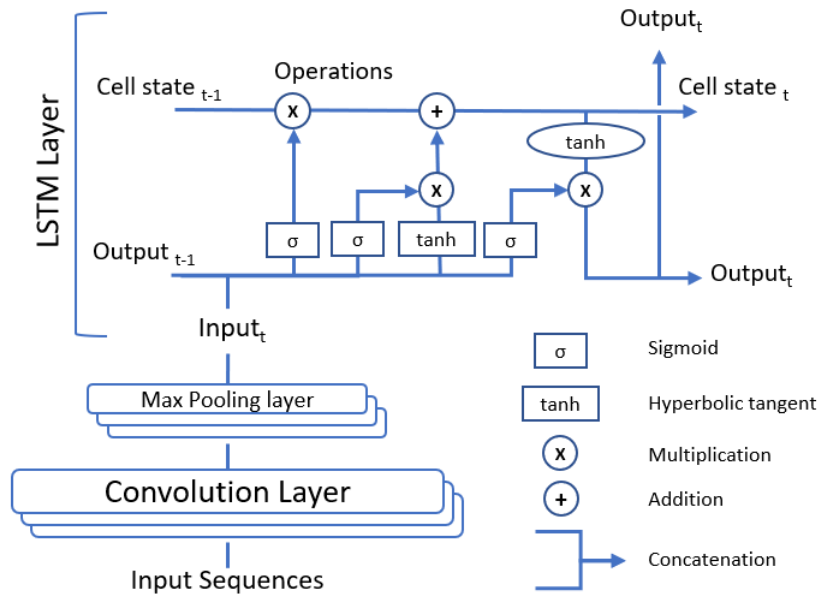 Output t
Operations
Cell state t-1
Cell state t
x
+
tanh
x
x
LSTM Layer
σ
σ
tanh
σ
Output t-1
Output t
Input t
σ
Sigmoid
Max Pooling layer
tanh
Hyperbolic tangent
x
Multiplication
Convolution Layer
+
Addition
Concatenation
Input Sequences